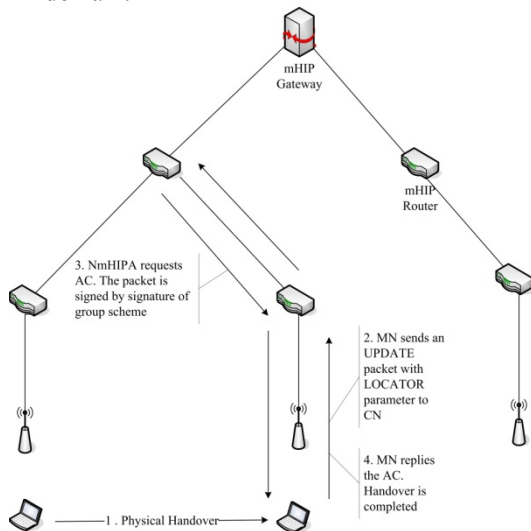 mHIP
Gateway
mHIP
Router
3. NmHIPA requests
AC. The packet is
signed by signature of
group scheme
2. MN sends an
UPDATE
packet with
LOCATOR
parameter to
CN
4. MN replies
the AC.
Handover is
completed
1 . Physical Handover